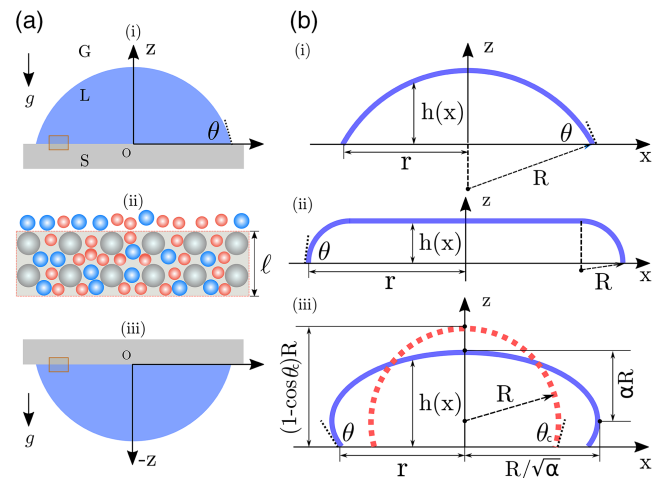 (a)
(i)
G
z
g
L
θ
S
O
(ii)
ℓ
(iii)
O
g
-z
(b)
(i)
z
h(x)
θ
x
r
R
(ii)
z
θ
h(x)
x
r
R
(iii)
z
(1-cosθc)R
R
αR
h(x)
θ
θc
x
r
R/√α